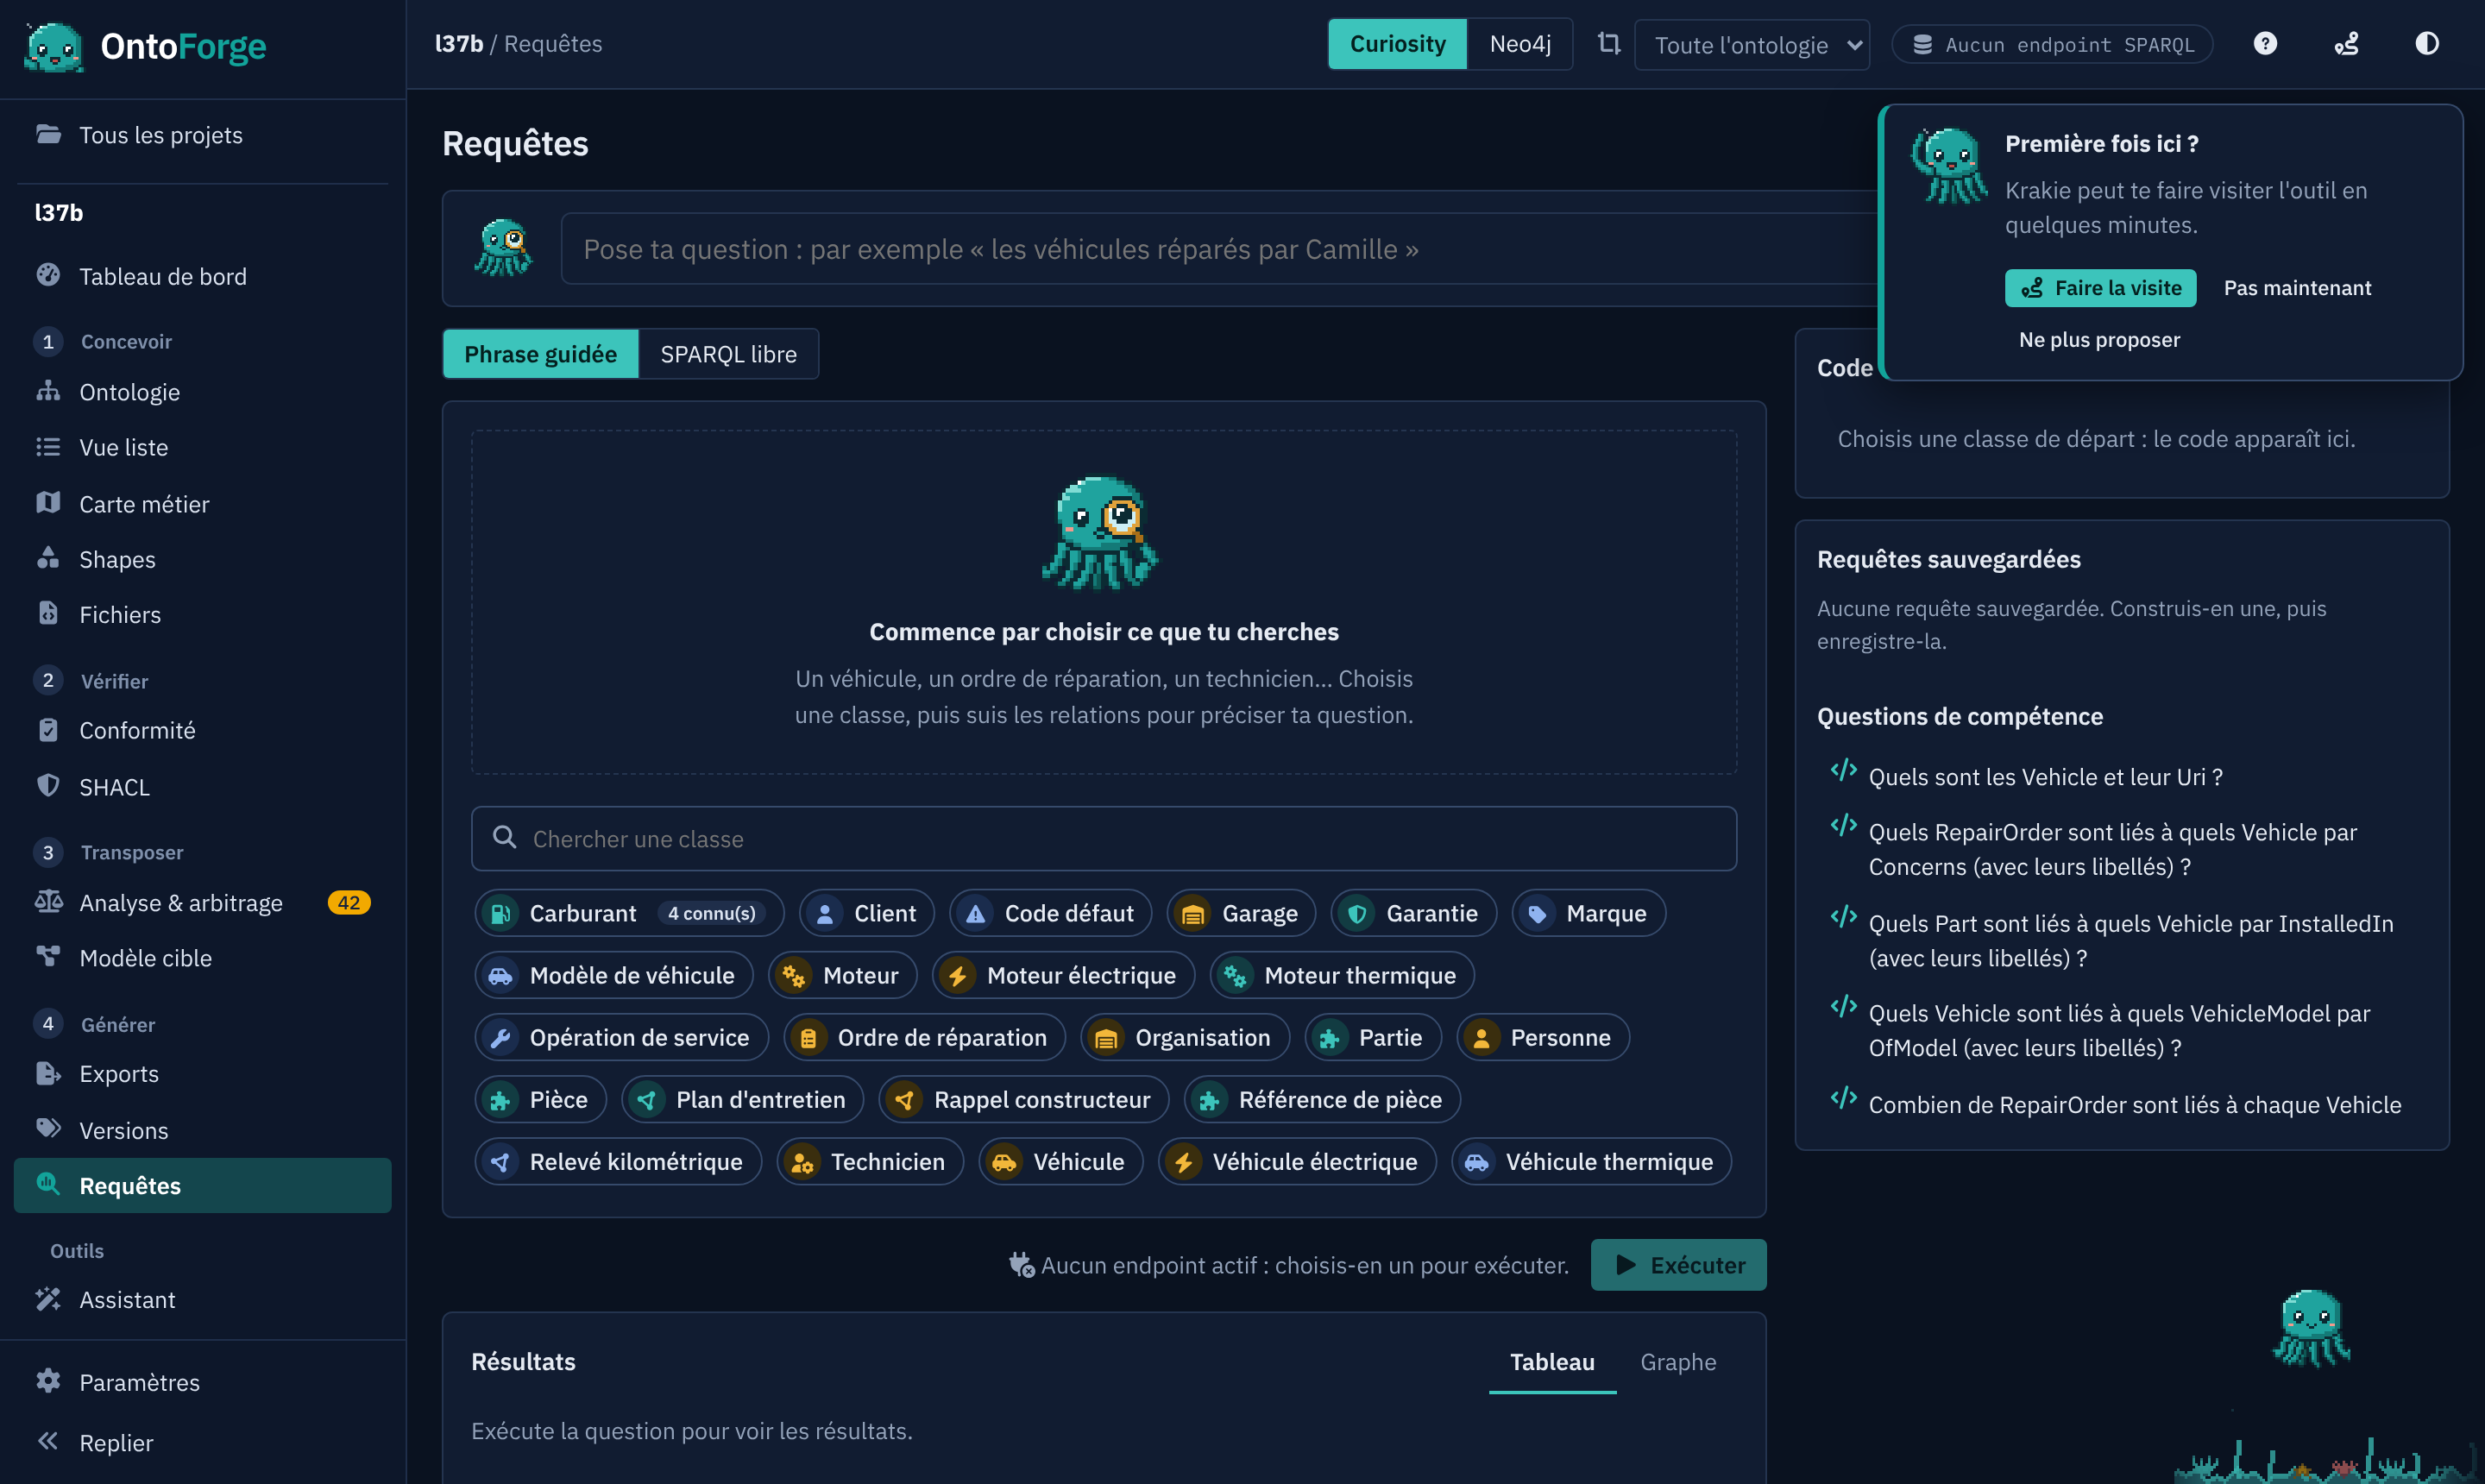 OntoForge
Tous les projets
l37b
Tableau de bord
1 Concevoir
Ontologie
Vue liste
Carte métier
Shapes
Fichiers
2 Vérifier
Conformité
SHACL
3 Transposer
Analyse & arbitrage 42
Modèle cible
4 Générer
Exports
Versions
Requêtes
Outils
Assistant
Paramètres
Replier
l37b / Requêtes
Curiosity Neo4j Toute l'ontologie Aucun endpoint SPARQL ?
Première fois ici ?
Krakie peut te faire visiter l'outil en
quelques minutes.
Faire la visite Pas maintenant
Ne plus proposer
Requêtes
Pose ta question : par exemple « les véhicules réparés par Camille »
Phrase guidée SPARQL libre
Commence par choisir ce que tu cherches
Un véhicule, un ordre de réparation, un technicien... Choisis
une classe, puis suis les relations pour préciser ta question.
Chercher une classe
Carburant 4 connu(s) Client Code défaut Garage Garantie Marque
Modèle de véhicule Moteur Moteur électrique Moteur thermique
Opération de service Ordre de réparation Organisation Partie Personne
Pièce Plan d'entretien Rappel constructeur Référence de pièce
Relevé kilométrique Technicien Véhicule Véhicule électrique Véhicule thermique
Aucun endpoint actif : choisis-en un pour exécuter. Exécuter
Résultats Tableau Graphe
Exécute la question pour voir les résultats.
Code
Choisis une classe de départ : le code apparaît ici.
Requêtes sauvegardées
Aucune requête sauvegardée. Construis-en une, puis
enregistre-la.
Questions de compétence
Quels sont les Vehicle et leur Uri ?
Quels RepairOrder sont liés à quels Vehicle par
Concerns (avec leurs libellés) ?
Quels Part sont liés à quels Vehicle par InstalledIn
(avec leurs libellés) ?
Quels Vehicle sont liés à quels VehicleModel par
OfModel (avec leurs libellés) ?
Combien de RepairOrder sont liés à chaque Vehicle